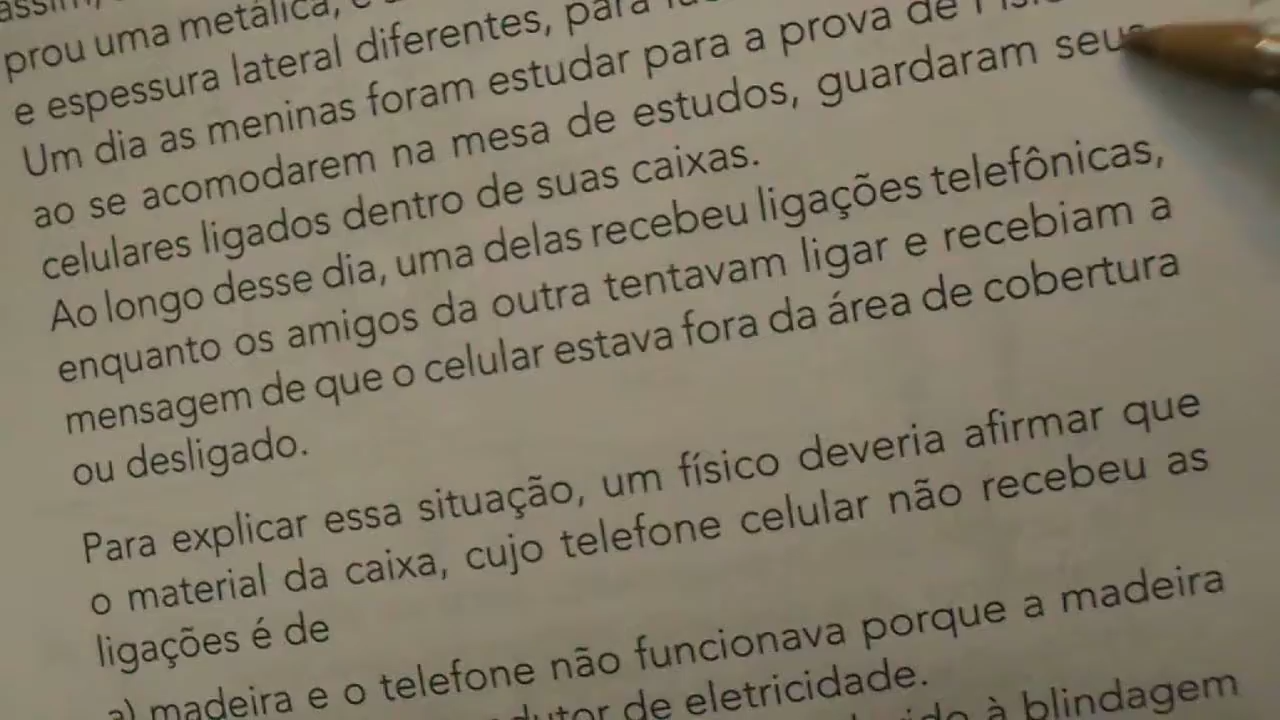 prou uma metálica,
e espessura lateral diferentes, para
Um dia as meninas foram estudar para a prova de
ao se acomodarem na mesa de estudos, guardaram seus
celulares ligados dentro de suas caixas.
Ao longo desse dia, uma delas recebeu ligações telefônicas,
enquanto os amigos da outra tentavam ligar e recebiam a
mensagem de que o celular estava fora da área de cobertura
ou desligado.
Para explicar essa situação, um físico deveria afirmar que
o material da caixa, cujo telefone celular não recebeu as
ligações é de
a) madeira e o telefone não funcionava porque a madeira
de eletricidade.
à blindagem